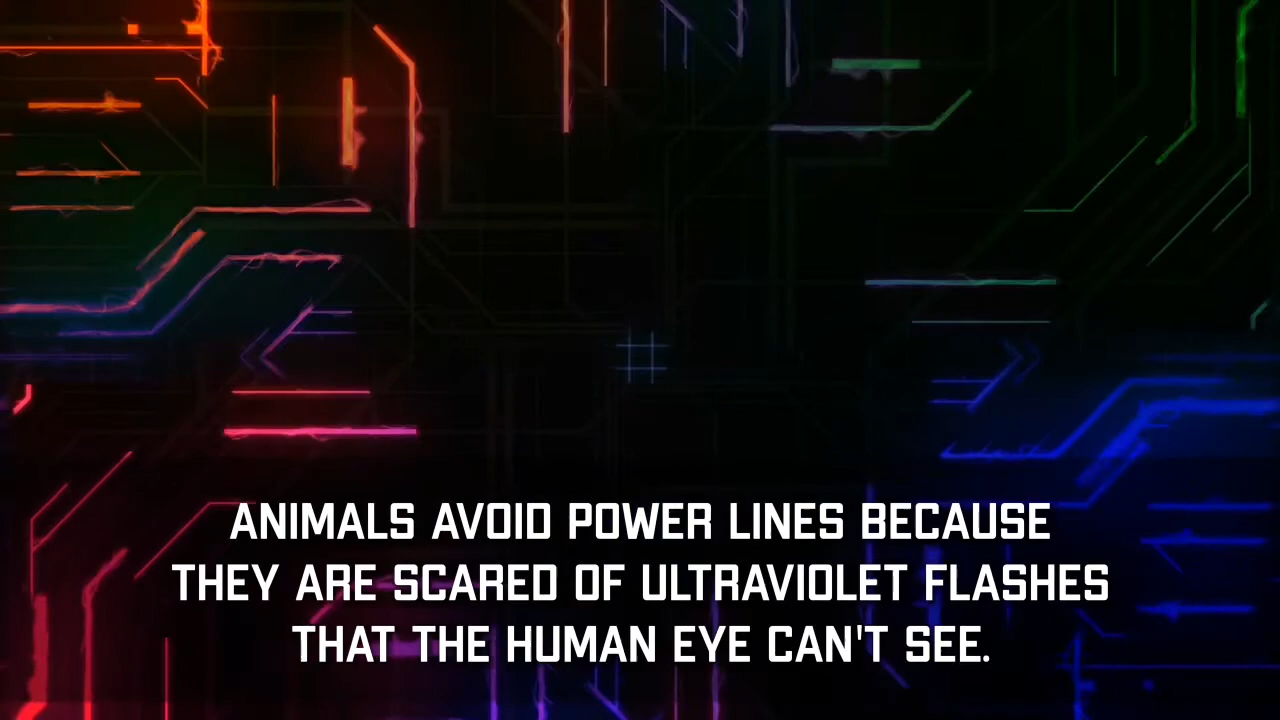 ANIMALS AVOID POWER LINES BECAUSE
THEY ARE SCARED OF ULTRAVIOLET FLASHES
THAT THE HUMAN EYE CAN'T SEE.